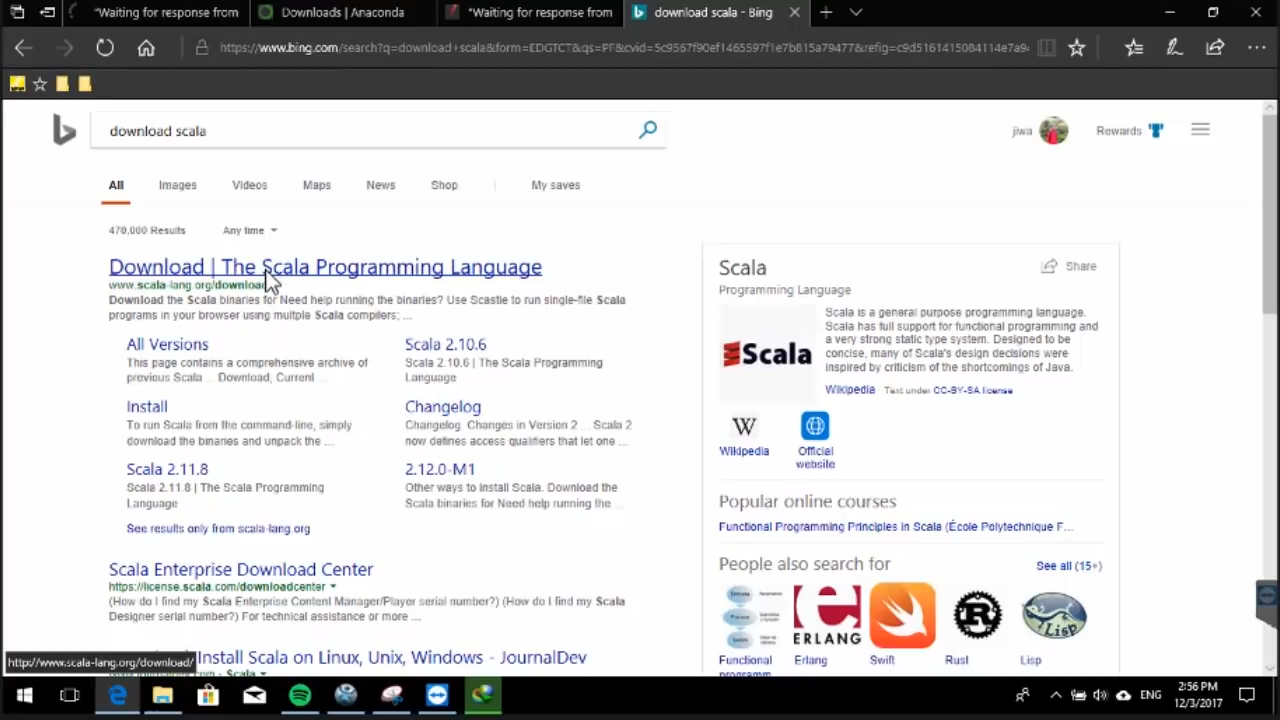 *Waiting for response from
Downloads | Anaconda
*Waiting for response from
download scala - Bing
https://www.bing.com/search?q=download+scala&form=EDGTCT&qs=PF&cvid=5c9567f90ef1465597f1e7b815a79477&refig=c9d5161415084114e7a94
download scala
jiwa
Rewards
All
Images
Videos
Maps
News
Shop
My saves
470,000 Results
Any time
Download | The Scala Programming Language
www.scala-lang.org/download
Download the Scala binaries for Need help running the binaries? Use Scastie to run single-file Scala
programs in your browser using multiple Scala compilers; ...
All Versions
This page contains a comprehensive archive of
previous Scala ... Download, Current ...
Scala 2.10.6
Scala 2.10.6 | The Scala Programming
Language
Install
To run Scala from the command-line, simply
download the binaries and unpack the ...
Changelog
Changelog. Changes in Version 2 ... Scala 2
now defines access qualifiers that let one ...
Scala 2.11.8
Scala 2.11.8 | The Scala Programming
Language
2.12.0-M1
Other ways to install Scala. Download the
Scala binaries for Need help running the ...
See results only from scala-lang.org
Scala Enterprise Download Center
https://license.scala.com/downloadcenter
(How do I find my Scala Enterprise Content Manager/Player serial number?) (How do I find my Scala
Designer serial number?) For technical assistance or more ...
Install Scala on Linux, Unix, Windows - JournalDev
Scala
Share
Programming Language
Scala
Scala is a general purpose programming language.
Scala has full support for functional programming and
a very strong static type system. Designed to be
concise, many of Scala's design decisions were
inspired by criticism of the shortcomings of Java.
Wikipedia Text under CC-BY-SA license
W
Wikipedia
Official
website
Popular online courses
Functional Programming Principles in Scala (École Polytechnique F...
People also search for
See all (15+)
ERLANG
R
Lisp
Functional
programm
Erlang
Swift
Rust
Lisp
http://www.scala-lang.org/download/
ENG
2:56 PM
12/3/2017